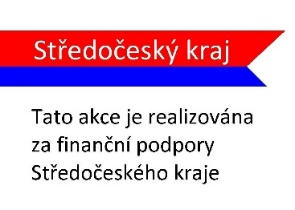 Středočeský kraj
Tato akce je realizována
za finanční podpory
Středočeského kraje